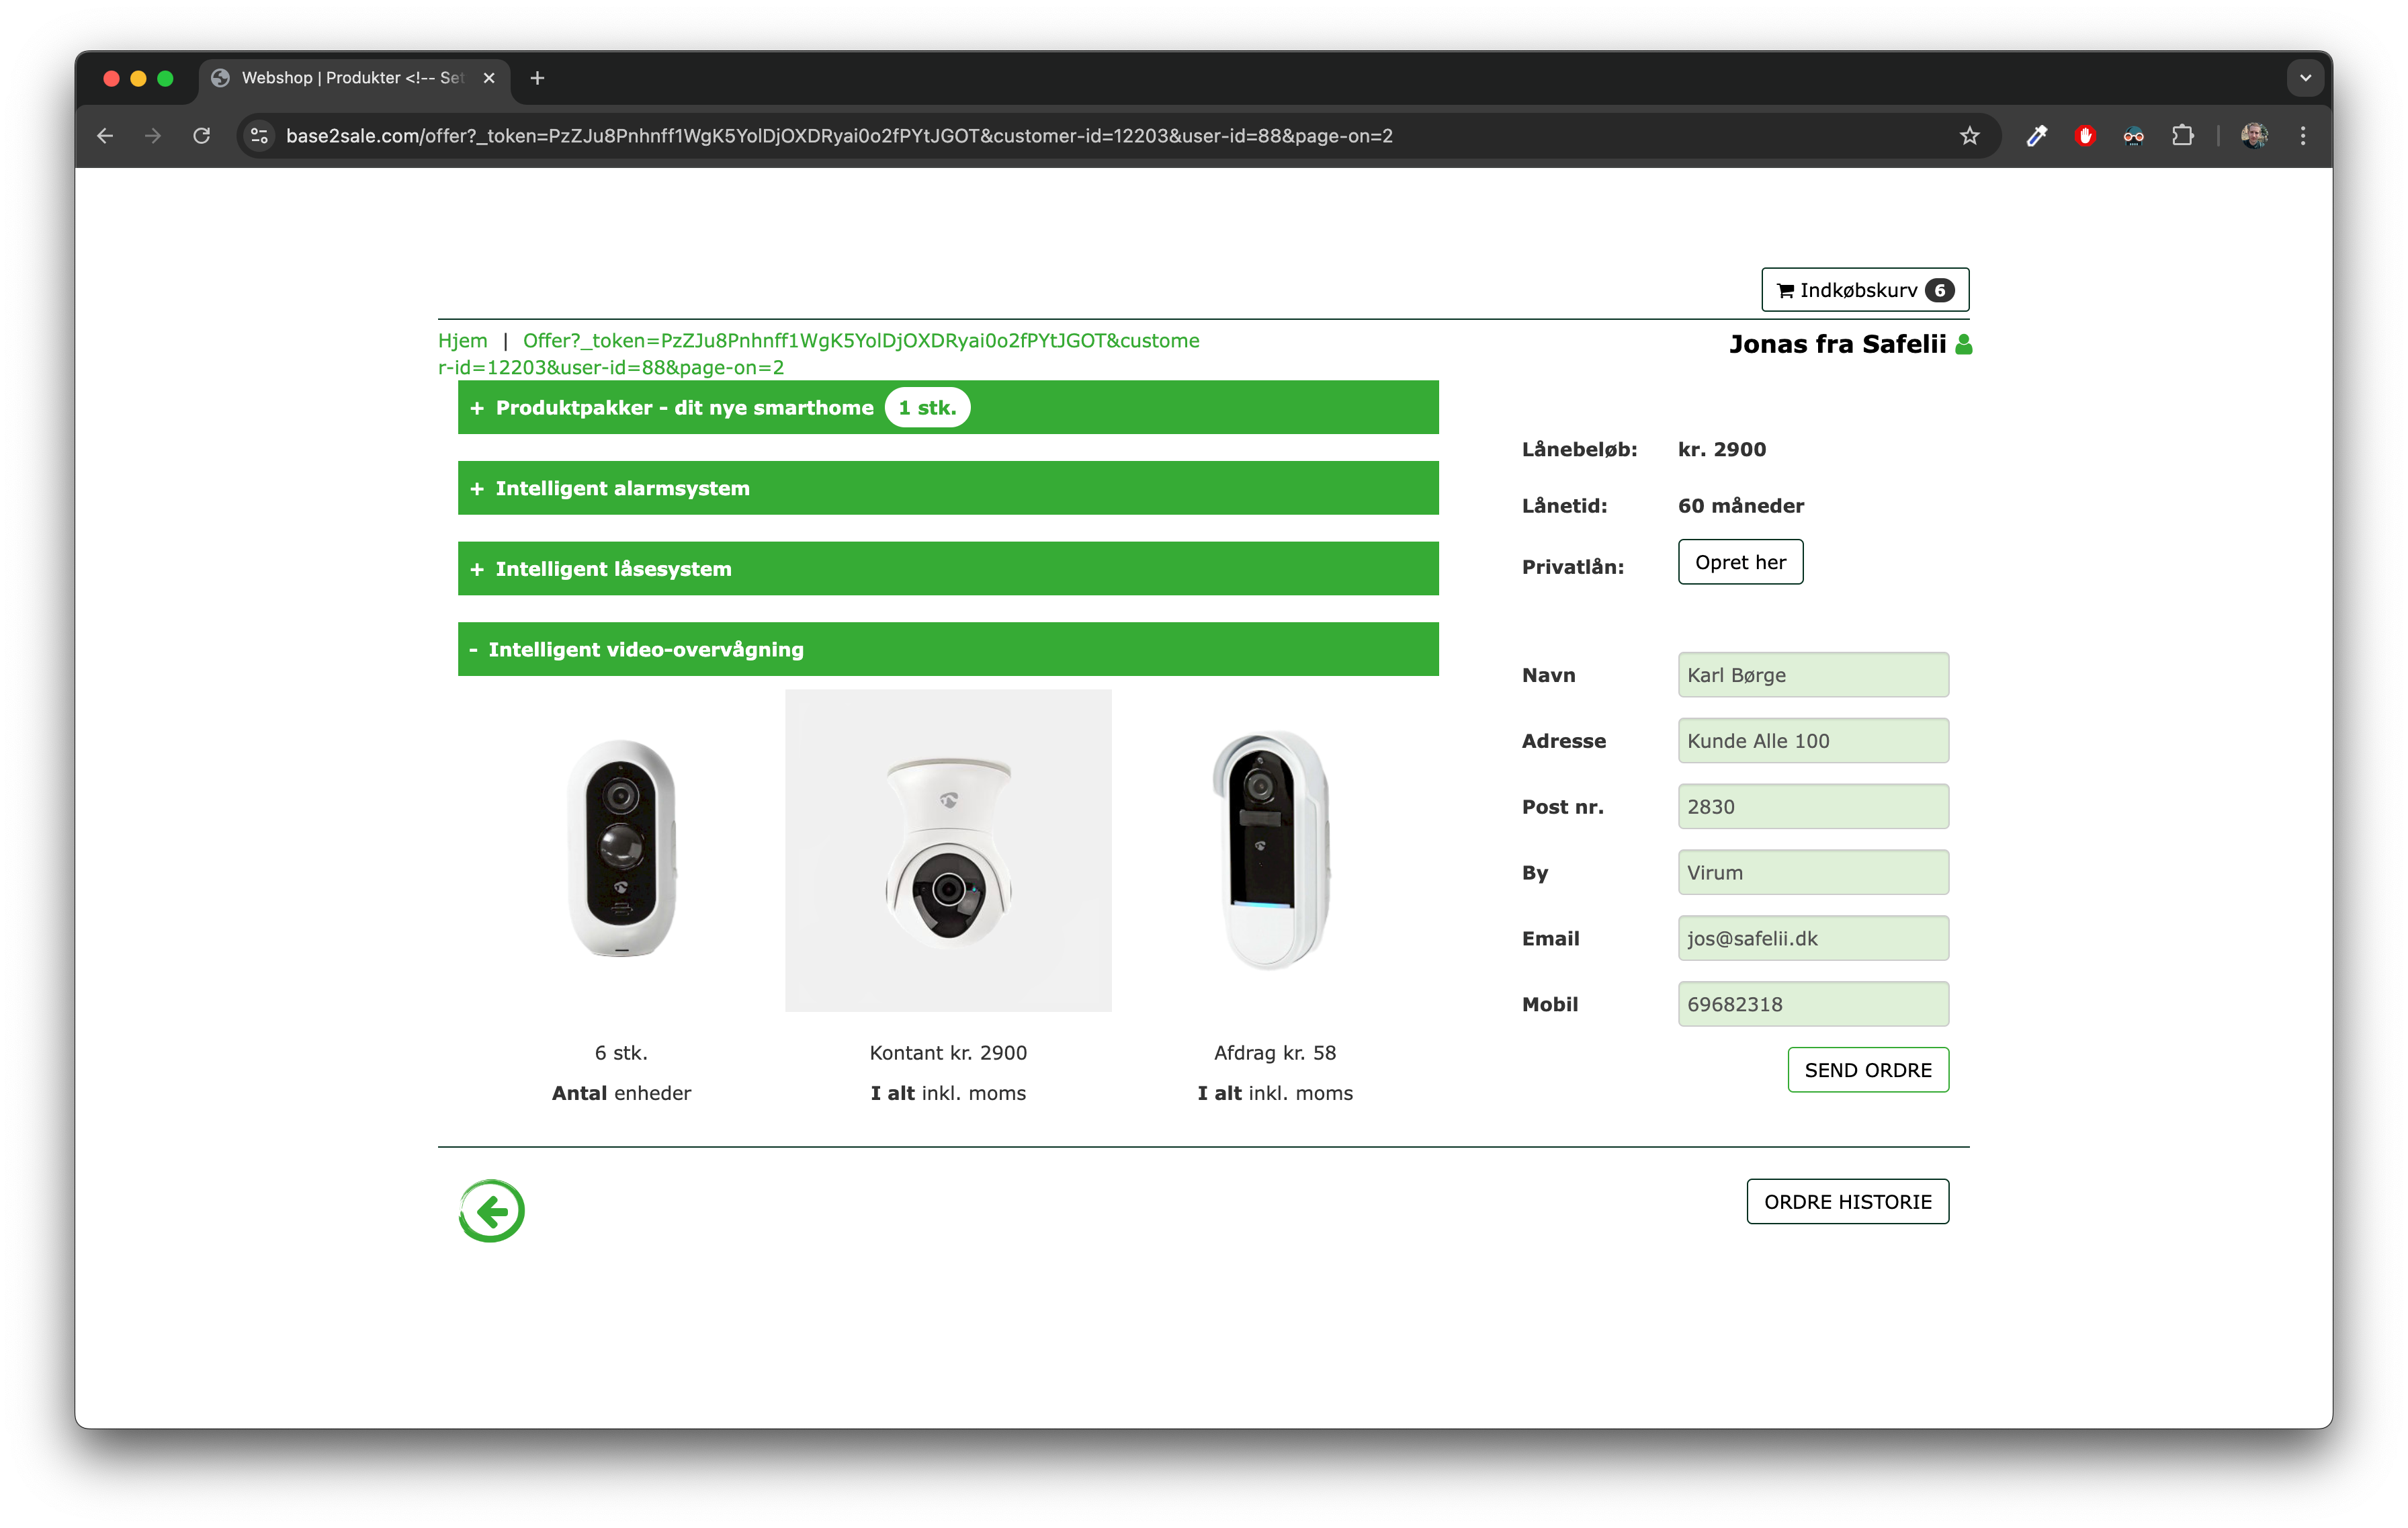 Webshop | Produkter <!-- Set
base2sale.com/offer?_token=PzZJu8Pnhnff1WgK5YolDjOXDRyai0o2fPYtJGOT&customer-id=12203&user-id=88&page-on=2
Indkøbskurv 6
Hjem | Offer?_token=PzZJu8Pnhnff1WgK5YolDjOXDRyai0o2fPYtJGOT&custome
r-id=12203&user-id=88&page-on=2
Jonas fra Safelii
+ Produktpakker - dit nye smarthome 1 stk.
+ Intelligent alarmsystem
+ Intelligent låsesystem
- Intelligent video-overvågning
6 stk.
Antal enheder
Kontant kr. 2900
I alt inkl. moms
Afdrag kr. 58
I alt inkl. moms
Lånebeløb: kr. 2900
Lånetid: 60 måneder
Privatlån: Opret her
Navn Karl Børge
Adresse Kunde Alle 100
Post nr. 2830
By Virum
Email jos@safelii.dk
Mobil 69682318
SEND ORDRE
ORDRE HISTORIE